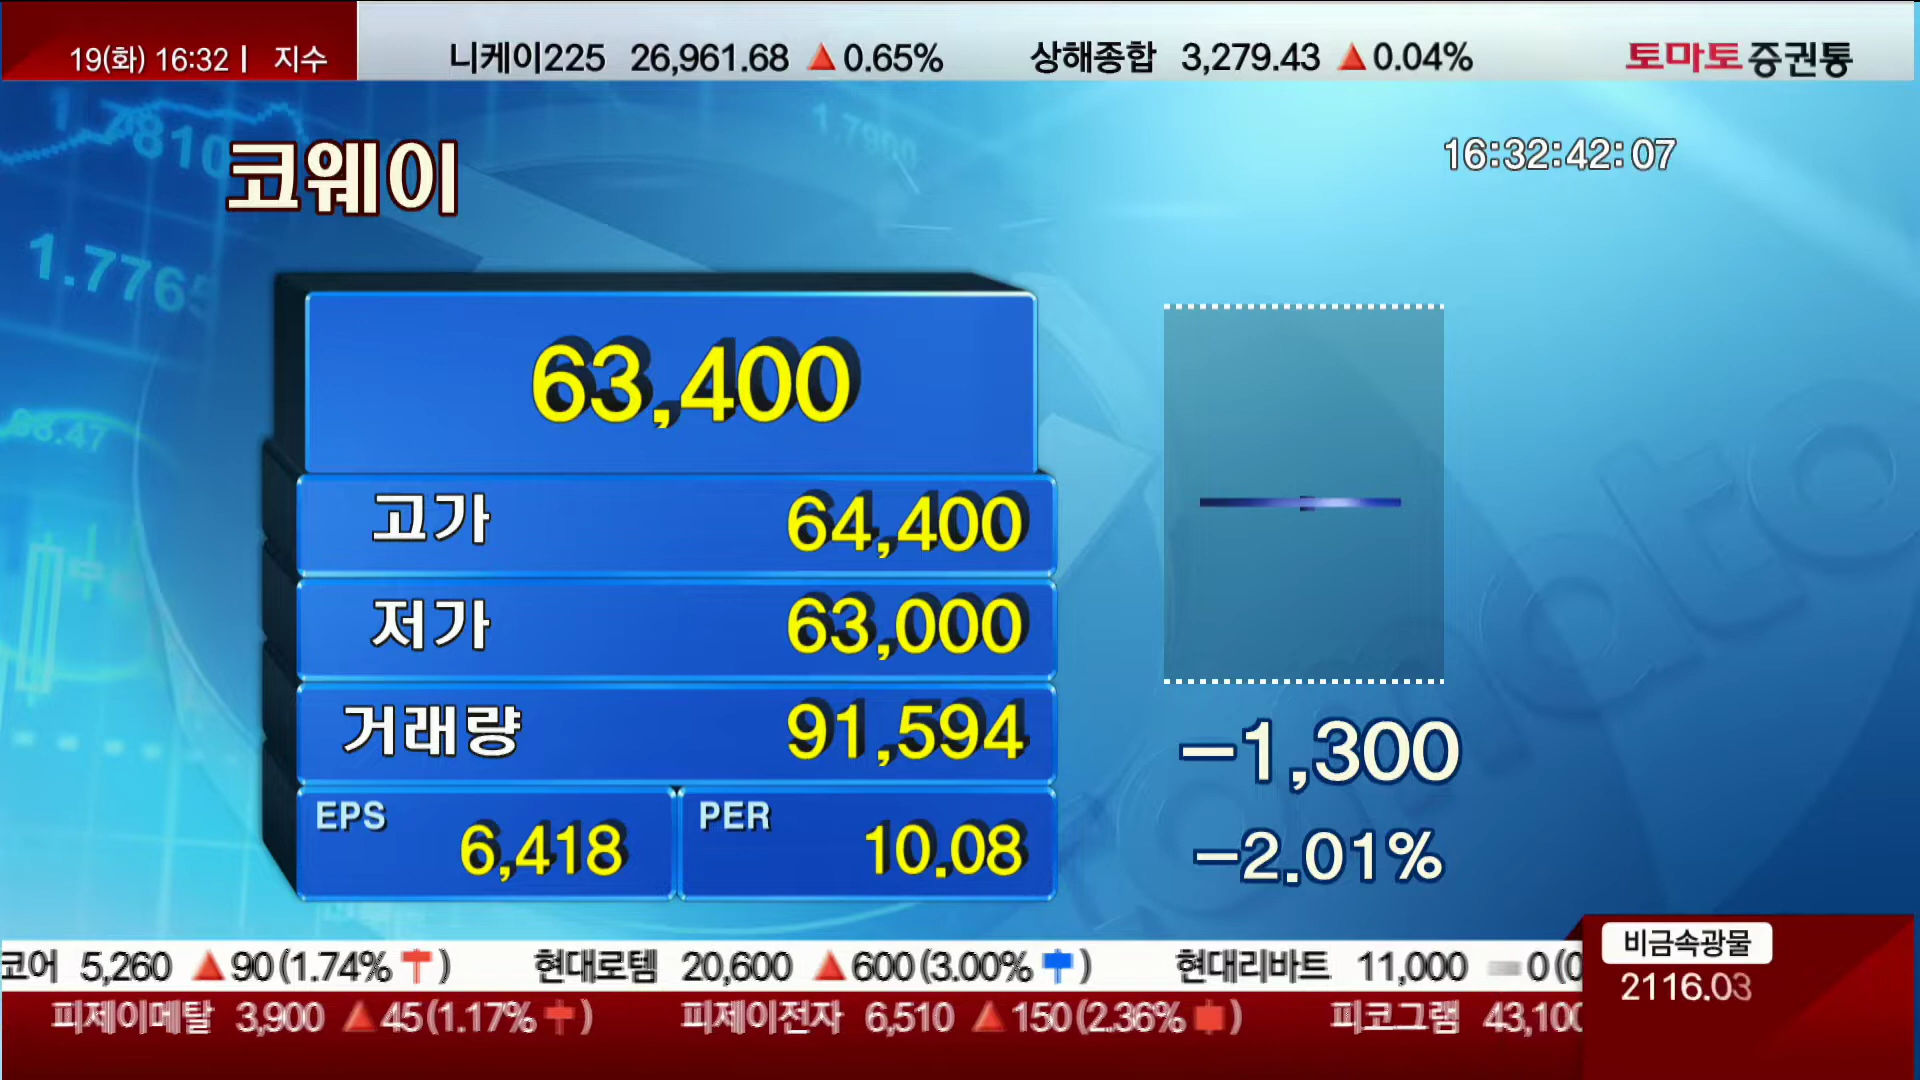 19(화) 16:32 | 지수 니케이225 26,961.68 ▲ 0.65% 상해종합 3,279.43 ▲ 0.04% 토마토증권통
코웨이
16:32:42:07
63,400
고가 64,400
저가 63,000
거래량 91,594
EPS 6,418 PER 10.08
-1,300
-2.01%
코어 5,260 ▲ 90 (1.74% ) 현대로템 20,600 ▲ 600 (3.00% ) 현대리바트 11,000 0 (0
피제이메탈 3,900 ▲ 45 (1.17% ) 피제이전자 6,510 ▲ 150 (2.36% ) 피코그램 43,100
비금속광물
2116.03